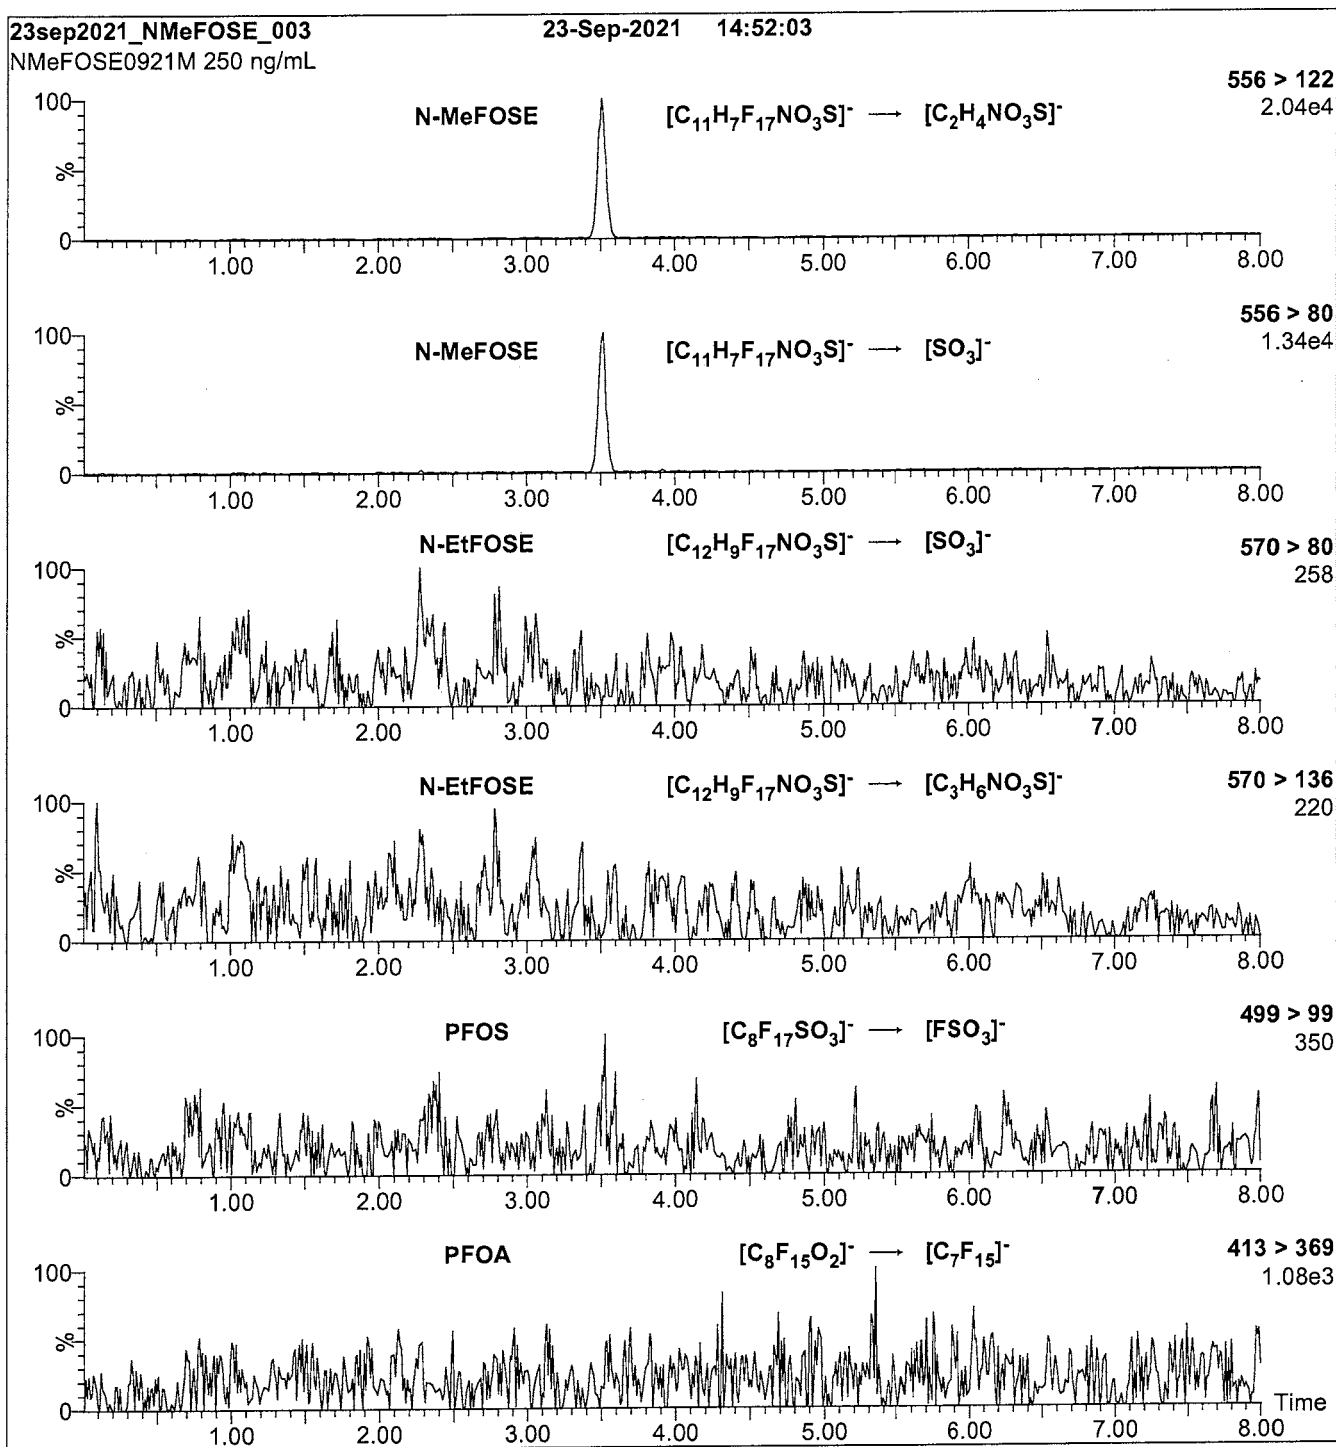 23sep2021_NMeFOSE_003 23-Sep-2021 14:52:03
NMeFOSE0921M 250 ng/mL
556 > 122
2.04e4
N-MeFOSE [C₁₁H₇F₁₇NO₃S]⁻ → [C₂H₄NO₃S]⁻
100
%
0
1.00 2.00 3.00 4.00 5.00 6.00 7.00 8.00
556 > 80
1.34e4
N-MeFOSE [C₁₁H₇F₁₇NO₃S]⁻ → [SO₃]⁻
100
%
0
1.00 2.00 3.00 4.00 5.00 6.00 7.00 8.00
N-EtFOSE [C₁₂H₉F₁₇NO₃S]⁻ → [SO₃]⁻
570 > 80
258
100
%
0
1.00 2.00 3.00 4.00 5.00 6.00 7.00 8.00
N-EtFOSE [C₁₂H₉F₁₇NO₃S]⁻ → [C₃H₆NO₃S]⁻
570 > 136
220
100
%
0
1.00 2.00 3.00 4.00 5.00 6.00 7.00 8.00
PFOS [C₈F₁₇SO₃]⁻ → [FSO₃]⁻
499 > 99
350
100
%
0
1.00 2.00 3.00 4.00 5.00 6.00 7.00 8.00
PFOA [C₈F₁₅O₂]⁻ → [C₇F₁₅]⁻
413 > 369
1.08e3
100
%
0
Time
1.00 2.00 3.00 4.00 5.00 6.00 7.00 8.00